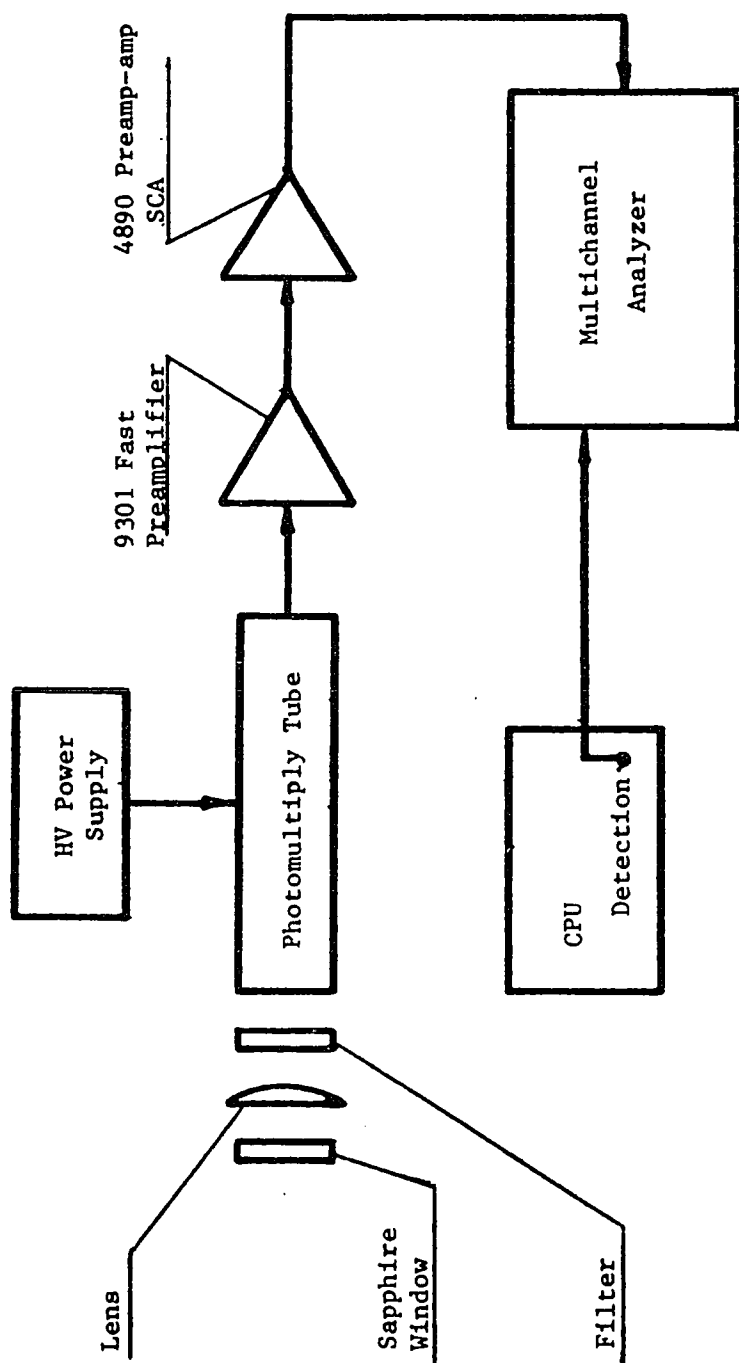 Lens
Sapphire
Window
Filter
HV Power
Supply
Photomultiply Tube
9301 Fast
Preamplifier
4890 Preamp-amp
SCA
CPU
Detection
Multichannel
Analyzer